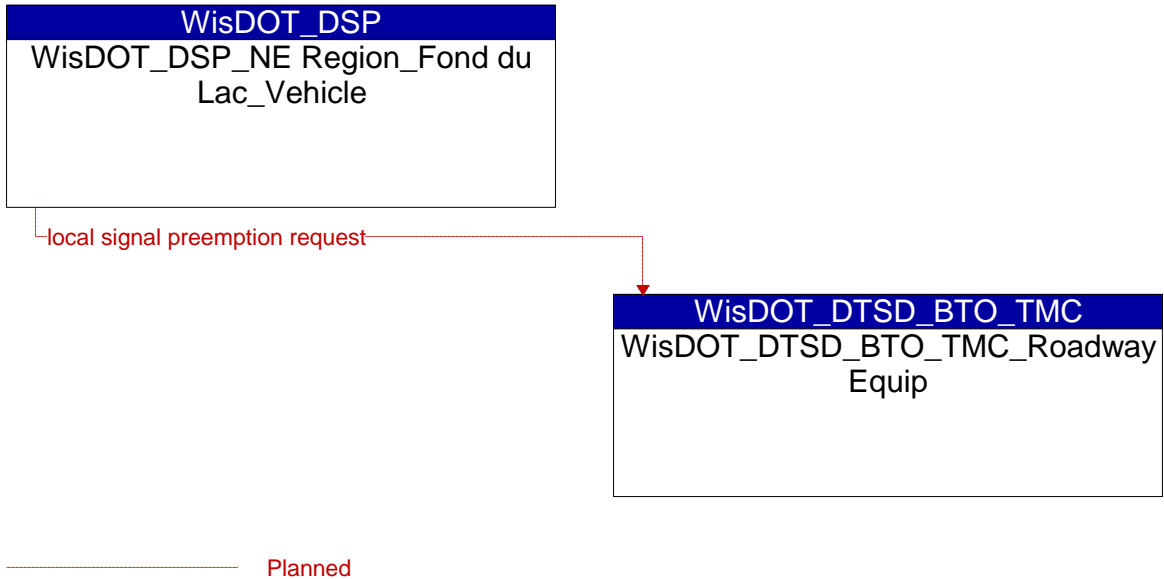 WisDOT_DSP
WisDOT_DSP_NE Region_Fond du
Lac_Vehicle
local signal preemption request
WisDOT_DTSD_BTO_TMC
WisDOT_DTSD_BTO_TMC_Roadway
Equip
Planned